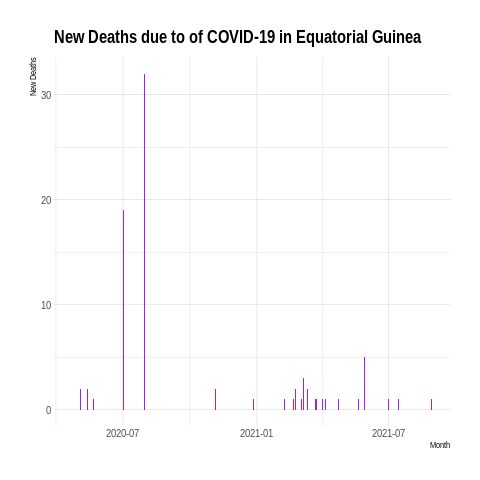 New Deaths due to of COVID-19 in Equatorial Guinea
New Deaths
30
20
10
0
2020-07 2021-01 2021-07
Month